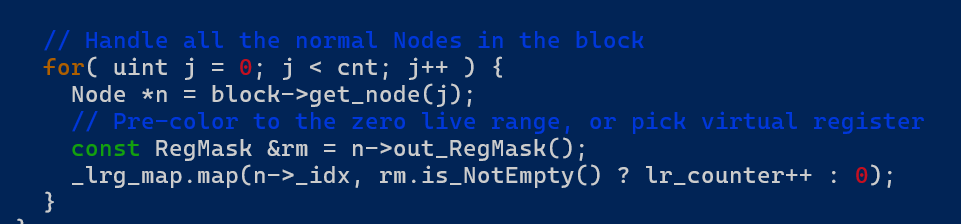 // Handle all the normal Nodes in the block
for( uint j = 0; j < cnt; j++ ) {
Node *n = block->get_node(j);
// Pre-color to the zero live range, or pick virtual register
const RegMask &rm = n->out_RegMask();
_lrg_map.map(n->_idx, rm.is_NotEmpty() ? lr_counter++ : 0);
}